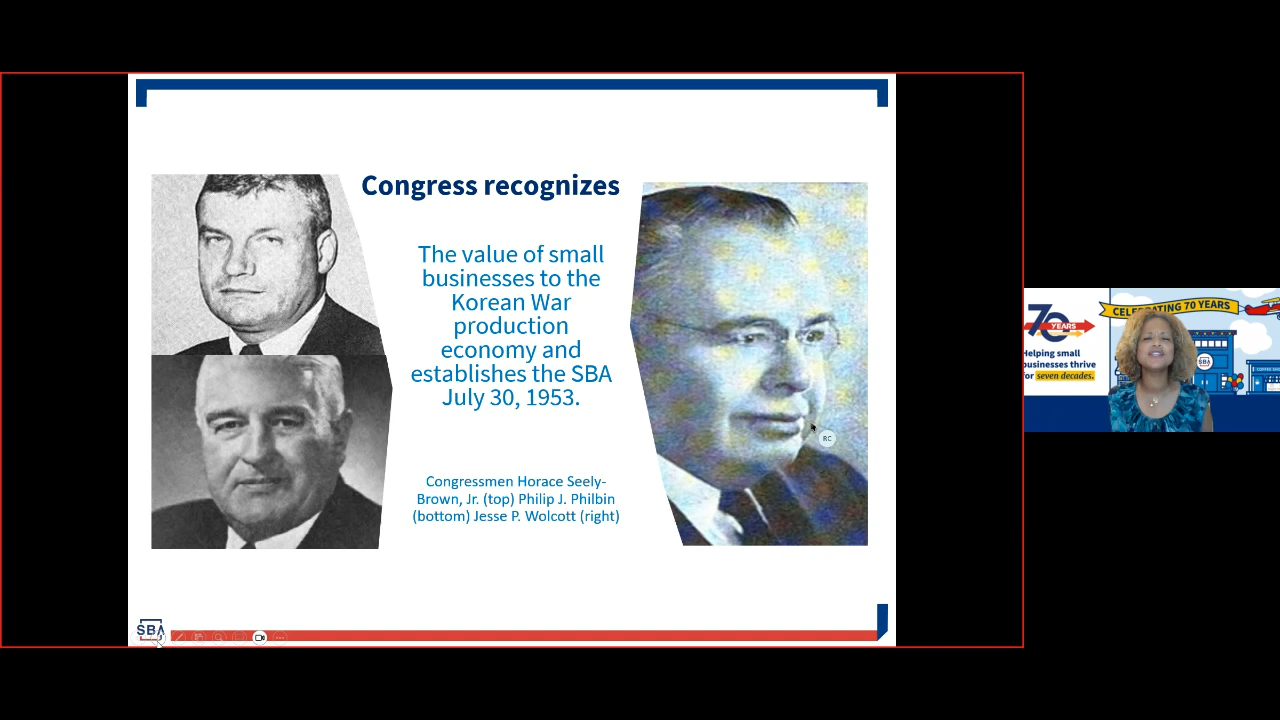 Congress recognizes
The value of small
businesses to the
Korean War
production
economy and
establishes the SBA
July 30, 1953.
Congressmen Horace Seely-
Brown, Jr. (top) Philip J. Philbin
(bottom) Jesse P. Wolcott (right)
RC
SBA
CELEBRATING 70 YEARS
70
YEARS
Helping small
businesses thrive
for seven decades.
SBA